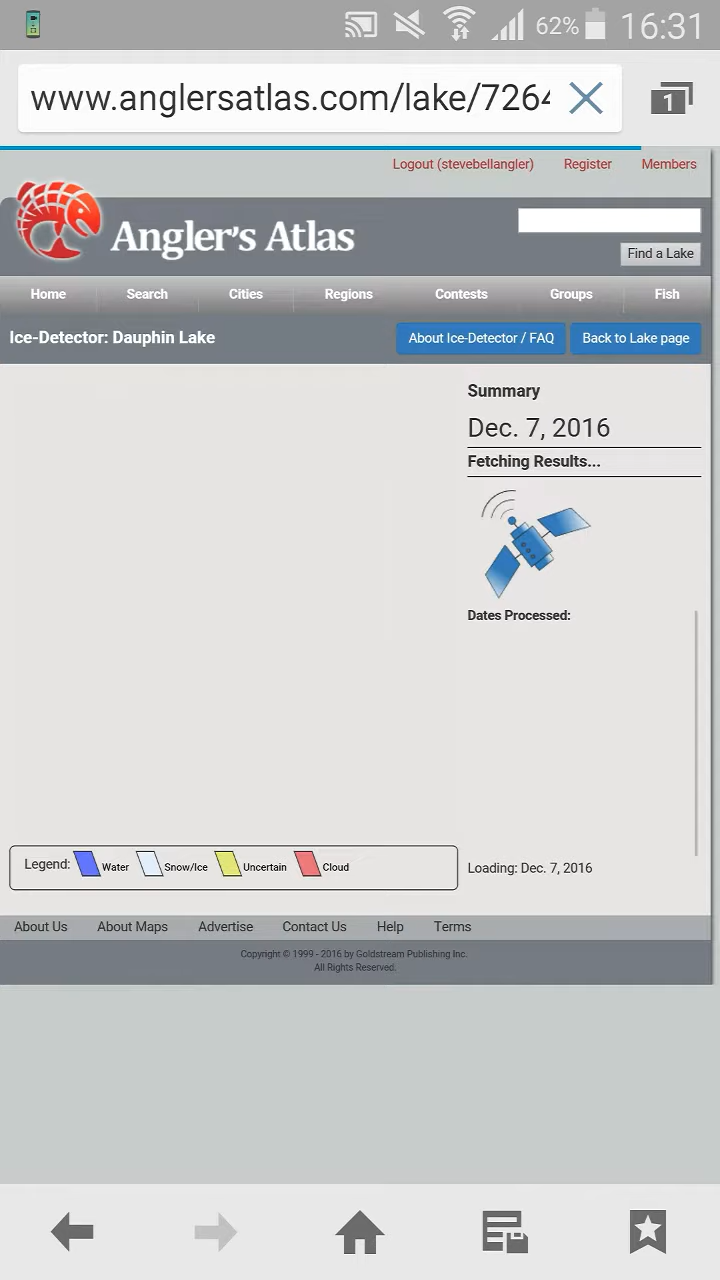 62% 16:31
www.anglersatlas.com/lake/7264
1
Logout (stevebellangler) Register Members
Angler's Atlas
Find a Lake
Home Search Cities Regions Contests Groups Fish
Ice-Detector: Dauphin Lake About Ice-Detector / FAQ Back to Lake page
Summary
Dec. 7, 2016
Fetching Results...
Dates Processed:
Legend: Water Snow/Ice Uncertain Cloud
Loading: Dec. 7, 2016
About Us About Maps Advertise Contact Us Help Terms
Copyright © 1999 - 2016 by Goldstream Publishing Inc.
All Rights Reserved.